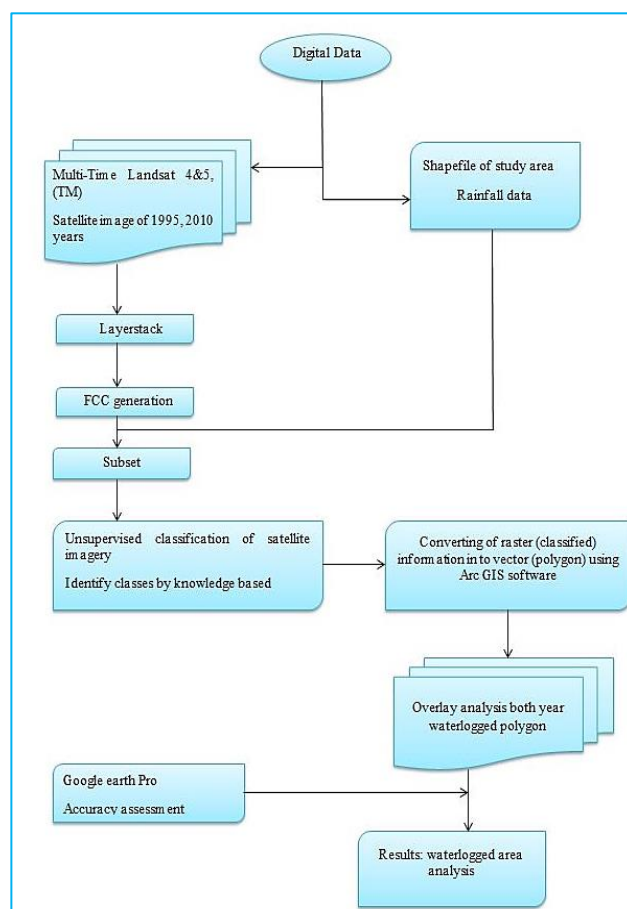 Digital Data
Multi-Time Landsat 4&5,
(TM)
Satellite image of 1995, 2010
years
Shapefile of study area
Rainfall data
Layerstack
FCC generation
Subset
Unsupervised classification of satellite
imagery
Identify classes by knowledge based
Converting of raster (classified)
information in to vector (polygon) using
Arc GIS software
Overlay analysis both year
waterlogged polygon
Google earth Pro
Accuracy assessment
Results: waterlogged area
analysis